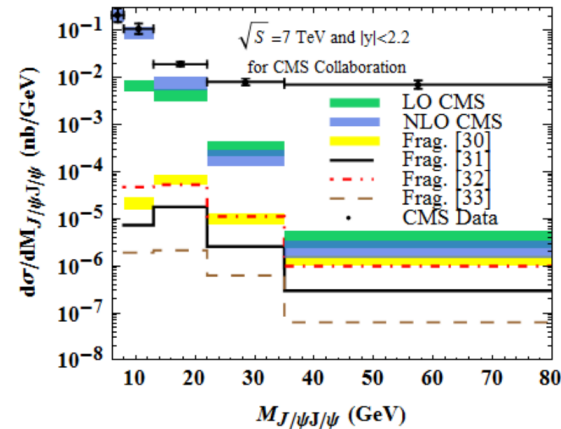 10⁻¹
10⁻²
10⁻³
10⁻⁴
10⁻⁵
10⁻⁶
10⁻⁷
10⁻⁸
dσ/dM_{J/ψJ/ψ} (nb/GeV)
√S =7 TeV and |y|<2.2
for CMS Collaboration
LO CMS
NLO CMS
Frag. [30]
Frag. [31]
Frag. [32]
Frag. [33]
CMS Data
10 20 30 40 50 60 70 80
M_{J/ψJ/ψ} (GeV)